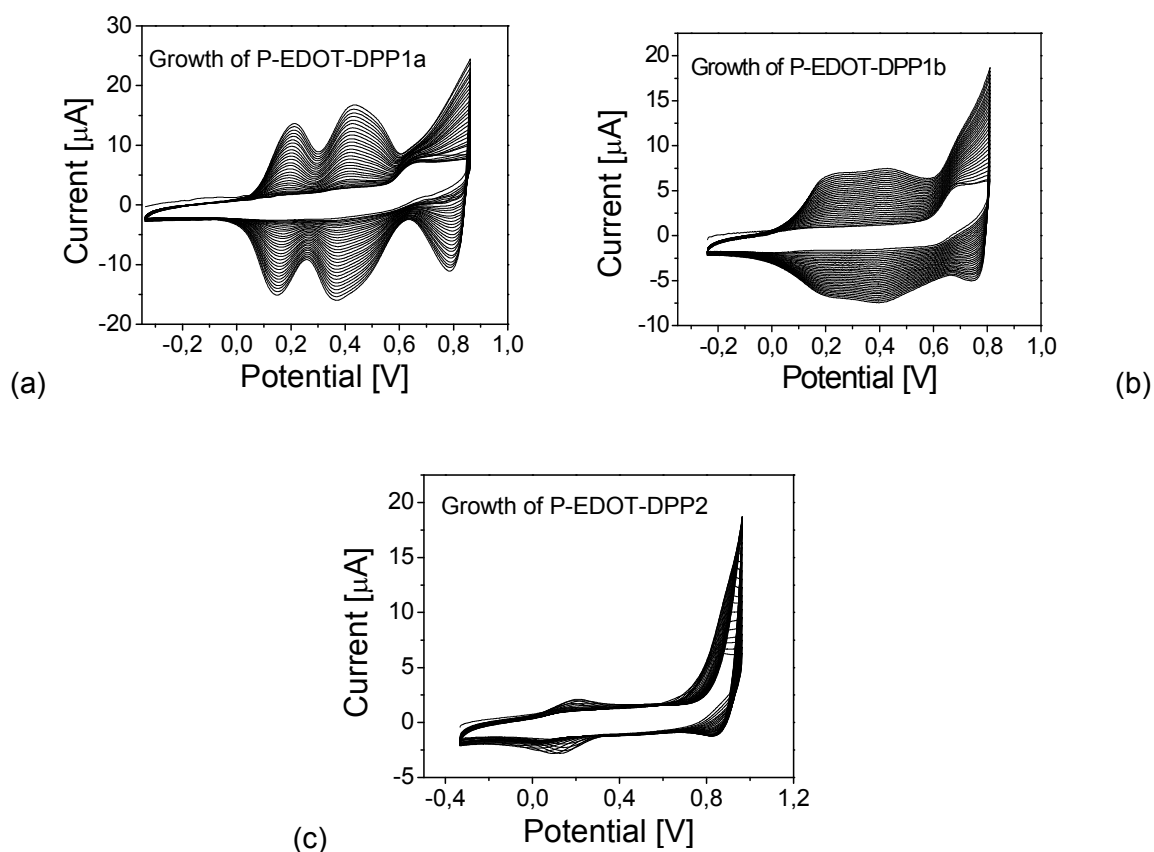 Growth of P-EDOT-DPP1a
Current [µA]
30
20
10
0
-10
-20
-0,2 0,0 0,2 0,4 0,6 0,8 1,0
Potential [V]
(a)
Growth of P-EDOT-DPP1b
Current [µA]
20
15
10
5
0
-5
-10
-0,2 0,0 0,2 0,4 0,6 0,8 1,0
Potential [V]
(b)
Growth of P-EDOT-DPP2
Current [µA]
20
15
10
5
0
-5
-0,4 0,0 0,4 0,8 1,2
Potential [V]
(c)